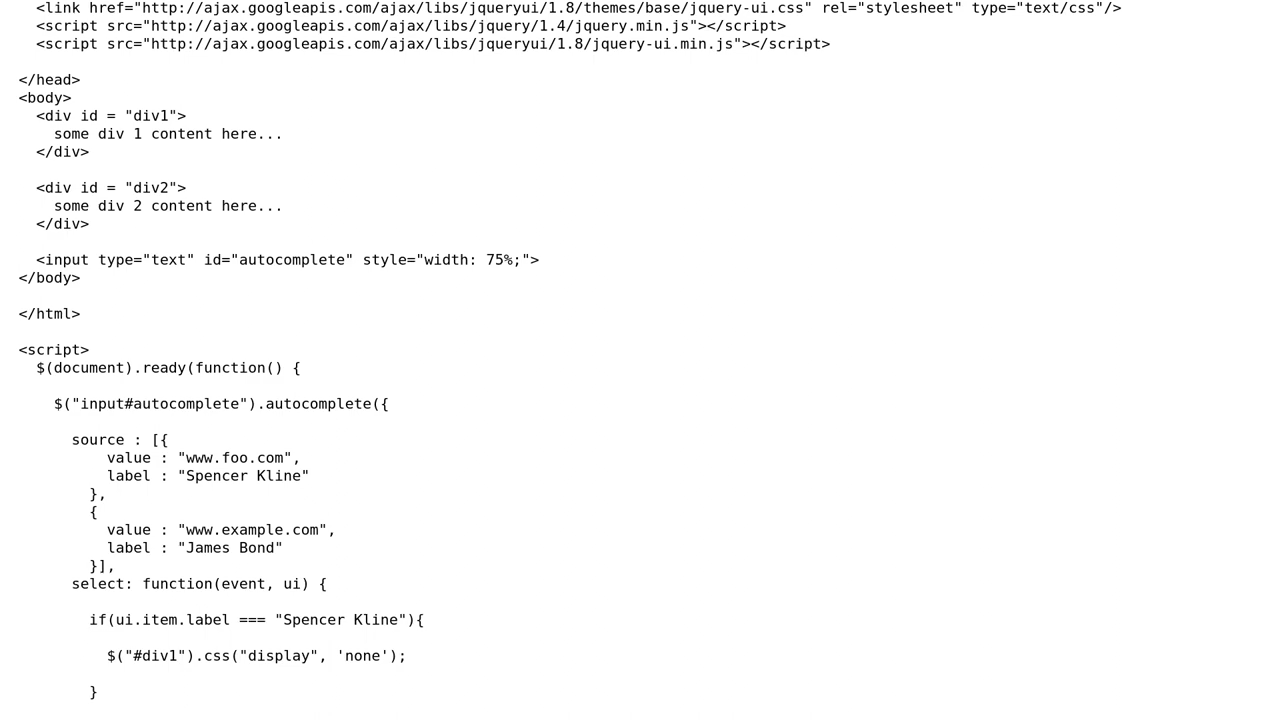 <link href="http://ajax.googleapis.com/ajax/libs/jqueryui/1.8/themes/base/jquery-ui.css" rel="stylesheet" type="text/css"/>
<script src="http://ajax.googleapis.com/ajax/libs/jquery/1.4/jquery.min.js"></script>
<script src="http://ajax.googleapis.com/ajax/libs/jqueryui/1.8/jquery-ui.min.js"></script>
</head>
<body>
<div id = "div1">
some div 1 content here...
</div>
<div id = "div2">
some div 2 content here...
</div>
<input type="text" id="autocomplete" style="width: 75%;">
</body>
</html>
<script>
$(document).ready(function() {
$("input#autocomplete").autocomplete({
source : [{
value : "www.foo.com",
label : "Spencer Kline"
},
{
value : "www.example.com",
label : "James Bond"
}],
select: function(event, ui) {
if(ui.item.label === "Spencer Kline"){
$("#div1").css("display", 'none');
}